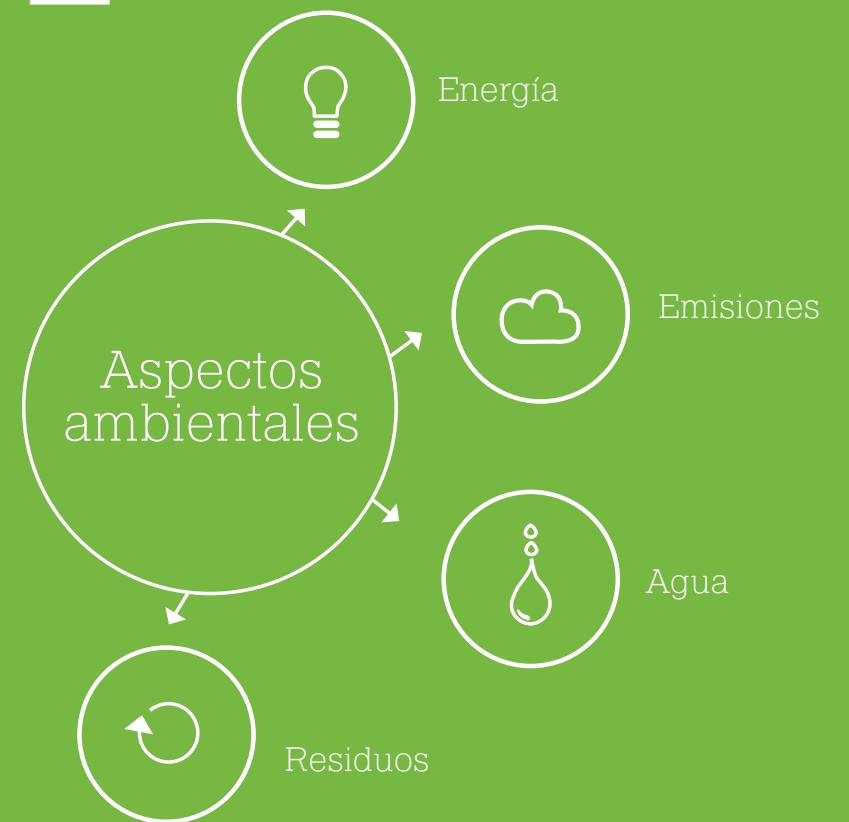 Energía
Emisiones
Aspectos
ambientales
Agua
Residuos